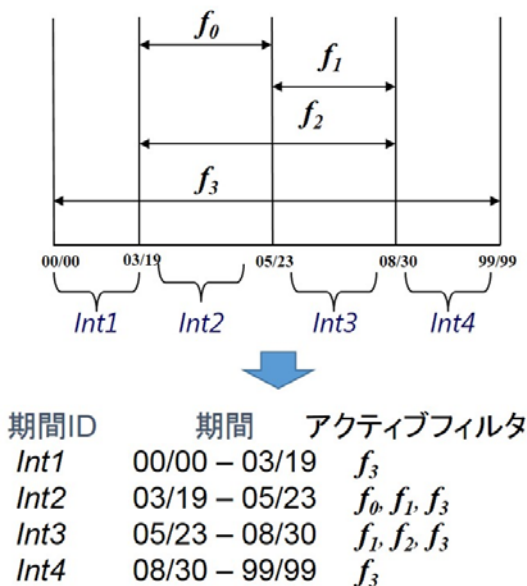 f0
f1
f2
f3
00/00 03/19 05/23 08/30 99/99
Int1 Int2 Int3 Int4
期間ID 期間 アクティブフィルタ
Int1 00/00 – 03/19 f3
Int2 03/19 – 05/23 f0, f1, f3
Int3 05/23 – 08/30 f1, f2, f3
Int4 08/30 – 99/99 f3